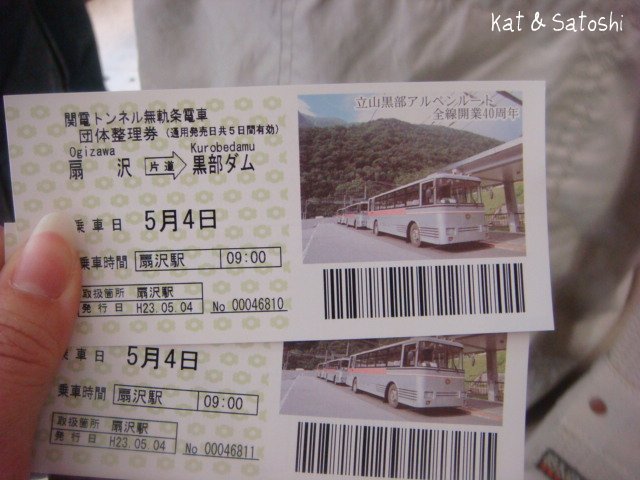 Kat & Satoshi
関電トンネル無軌条電車
団体整理券 (通用発売日共5日間有効)
Ogizawa Kurobedamu
扇沢 片道 黒部ダム
乗車日 5月4日
乗車時間 扇沢駅 09:00
取扱箇所 扇沢駅
発行日 H23.05.04 No 00046810
立山黒部アルペンルート
全線開業40周年
乗車日 5月4日
乗車時間 扇沢駅 09:00
取扱箇所 扇沢駅
発行日 H23.05.04 No 00046811